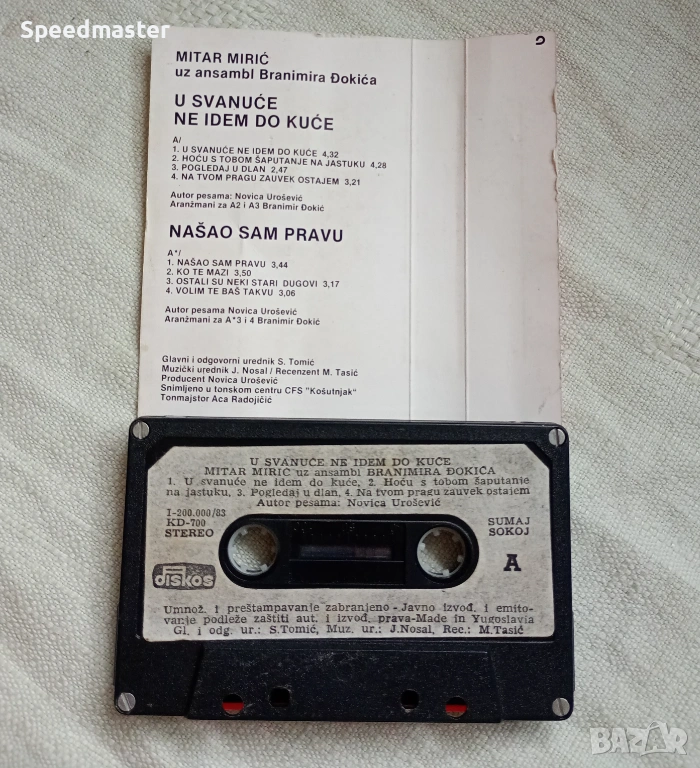 Speedmaster
MITAR MIRIĆ
uz ansambl Branimira Đokića
U SVANUĆE
NE IDEM DO KUĆE
A/
1. U SVANUĆE NE IDEM DO KUĆE 4,32
2. HOĆU S TOBOM ŠAPUTANJE NA JASTUKU 4,28
3. POGLEDAJ U DLAN 2,47
4. NA TVOM PRAGU ZAUVEK OSTAJEM 3,21
Autor pesama: Novica Urošević
Aranžmani za A2 i A3 Branimir Đokić
NAŠAO SAM PRAVU
A*/
1. NAŠAO SAM PRAVU 3,44
2. KO TE MAZI 3,50
3. OSTALI SU NEKI STARI DUGOVI 3,17
4. VOLIM TE BAŠ TAKVU 3,06
Autor pesama Novica Urošević
Aranžmani za A*3 i 4 Branimir Đokić
Glavni i odgovorni urednik S. Tomić
Muzički urednik J. Nosal / Recenzent M. Tasić
Producent Novica Urošević
Snimljeno u tonskom centru CFS "Košutnjak"
Tonmajstor Aca Radojičić
U SVANUĆE NE IDEM DO KUĆE
MITAR MIRIĆ uz ansambl BRANIMIRA ĐOKIĆA
1. U svanuće ne idem do kuće, 2. Hoću s tobom šaputanje
na jastuku, 3. Pogledaj u dlan, 4. Na tvom pragu zauvek ostajem
Autor pesama: Novica Urošević
I-200.000/83
KD-700
STEREO
SUMAJ
SOKOJ
A
diskos
Umnož. i preštampavanje zabranjeno - Javno izvođ. i emito-
vanje podleže zaštiti aut. i izvođ. prava-Made in Yugoslavia
Gl. i odg. ur.: S.Tomić, Muz. ur.: J.Nosal, Rec.: M.Tasić
BAZAR